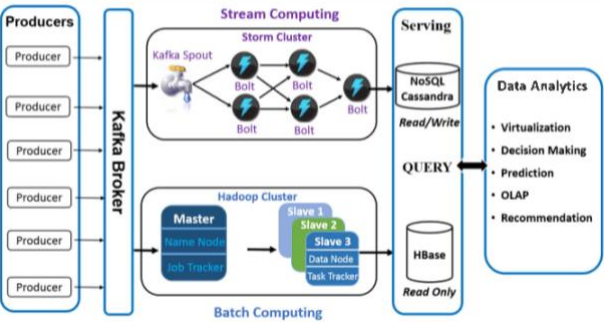 Producers
Producer
Producer
Producer
Producer
Producer
Producer
Kafka Broker
Stream Computing
Storm Cluster
Kafka Spout
Bolt
Bolt
Bolt
Bolt
Bolt
Hadoop Cluster
Master
Name Node
Job Tracker
Slave 1
Slave 2
Slave 3
Data Node
Task Tracker
Batch Computing
Serving
NoSQL
Cassandra
Read/Write
QUERY
HBase
Read Only
Data Analytics
• Virtualization
• Decision Making
• Prediction
• OLAP
• Recommendation